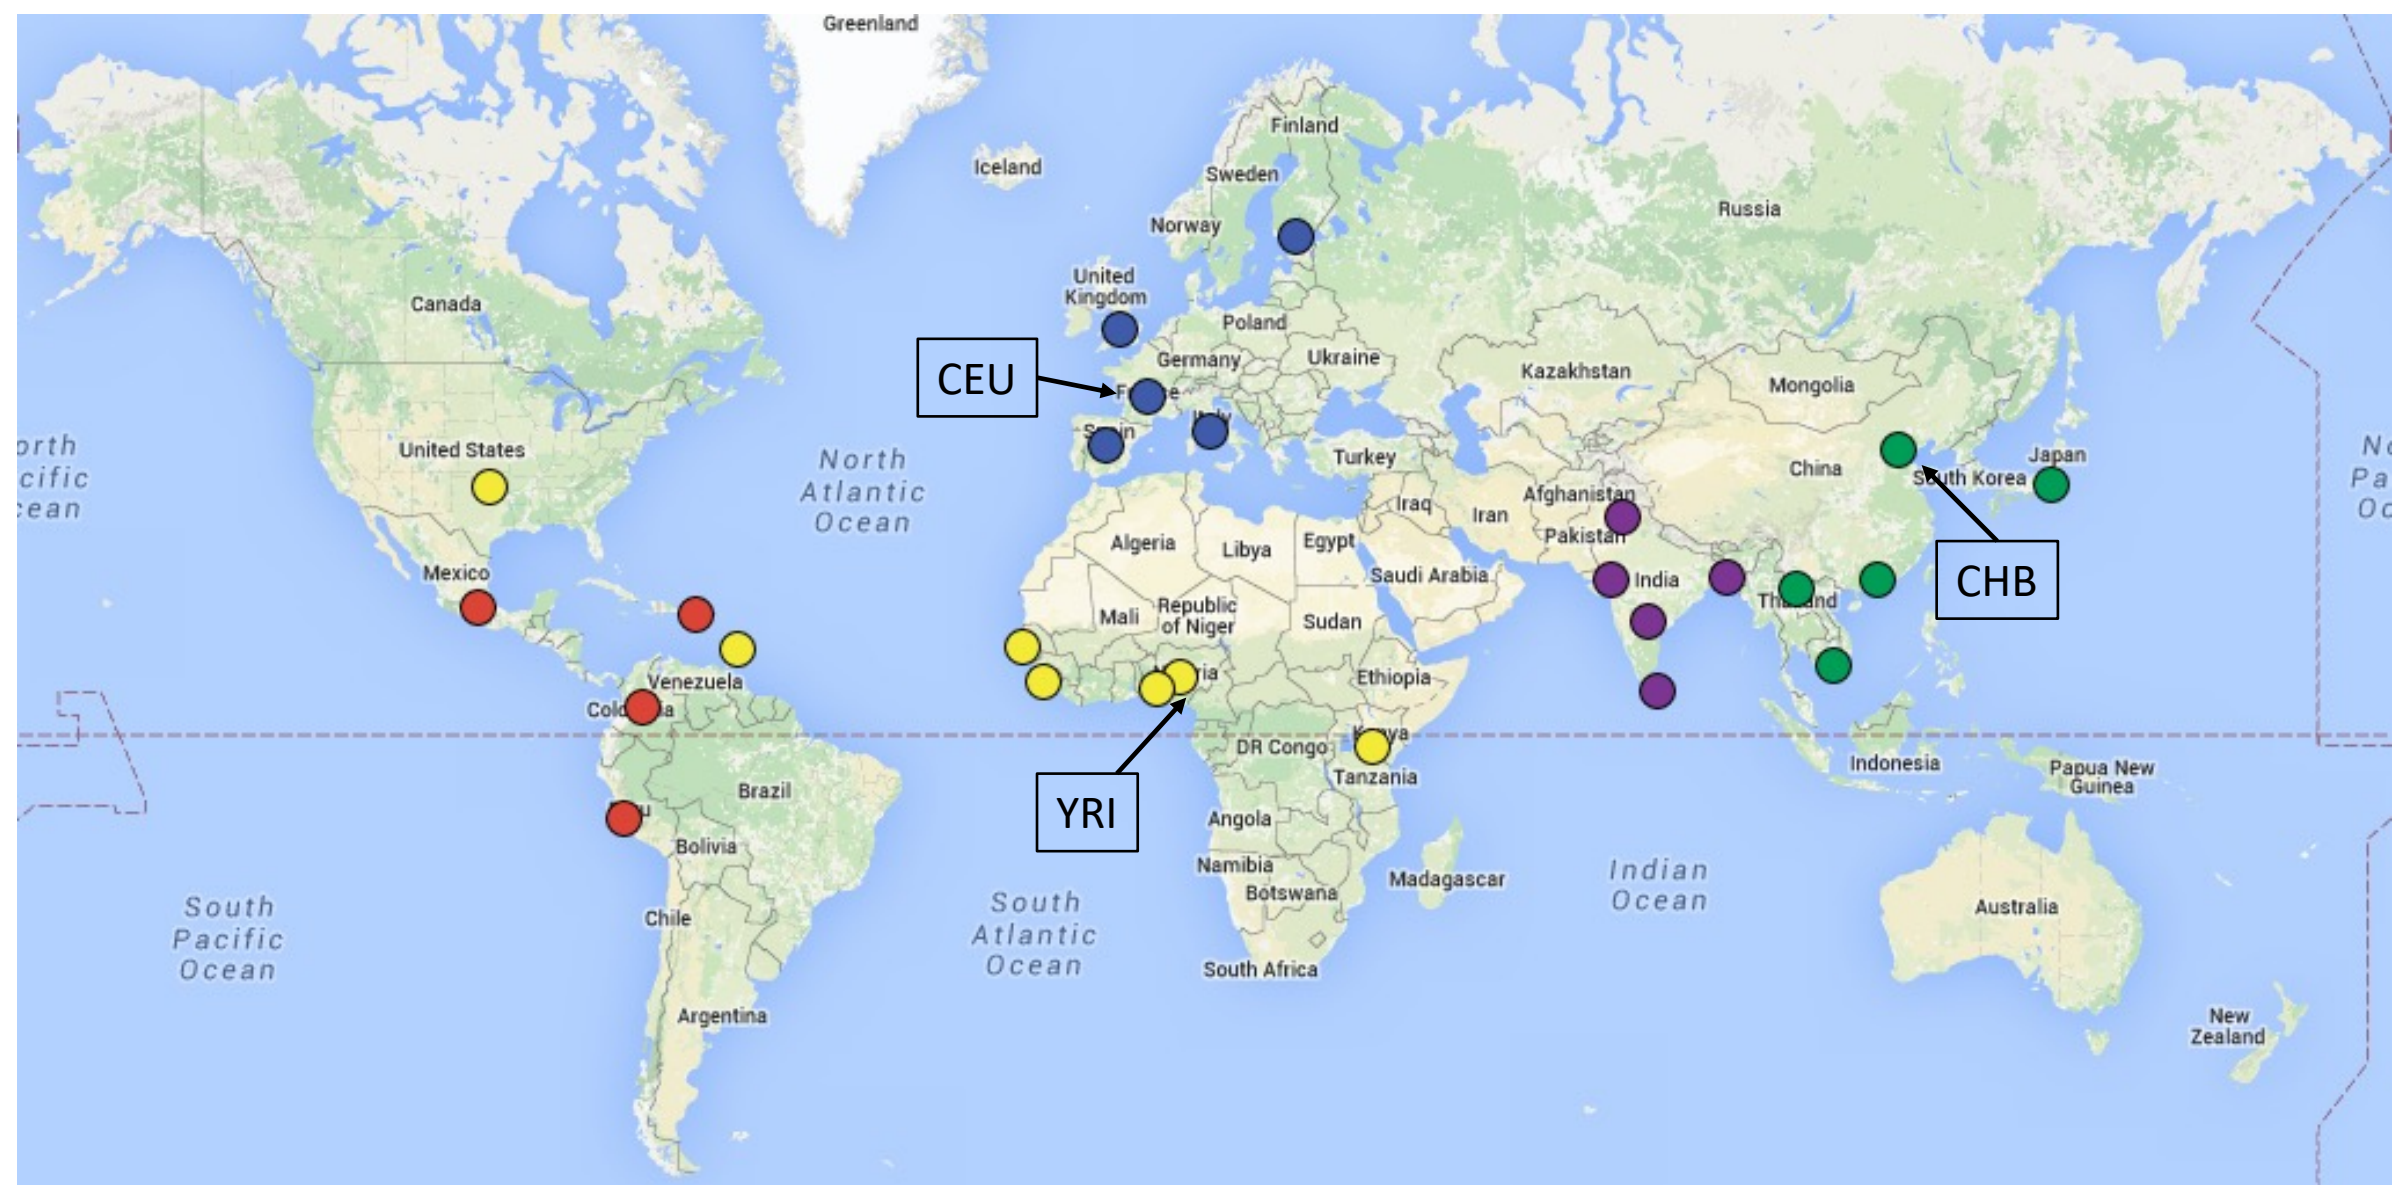 Greenland
Finland
Iceland
Sweden
Russia
Norway
United
Kingdom
Canada
Poland
Germany
Ukraine
CEU
Kazakhstan
Mongolia
United States
North
Atlantic
Ocean
Turkey
China
Japan
South Korea
Afghanistan
Iraq
Iran
Pakistan
Algeria
Libya
Egypt
Mexico
Saudi Arabia
India
CHB
Mali
Republic
of Niger
Sudan
Venezuela
Ethiopia
DR Congo
Tanzania
Indonesia
Papua New
Guinea
Brazil
YRI
Angola
Bolivia
Namibia
Botswana
Madagascar
Indian
Ocean
South
Pacific
Ocean
Chile
South
Atlantic
Ocean
Australia
South Africa
Argentina
New
Zealand